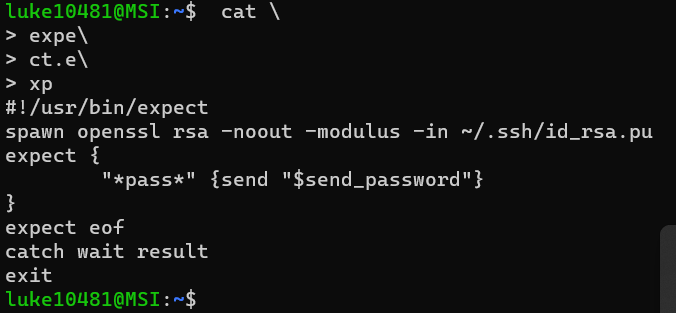 luke10481@MSI:~$  cat \
> expe\
> ct.e\
> xp
#!/usr/bin/expect
spawn openssl rsa -noout -modulus -in ~/.ssh/id_rsa.pu
expect {
        "*pass*" {send "$send_password"}
}
expect eof
catch wait result
exit
luke10481@MSI:~$